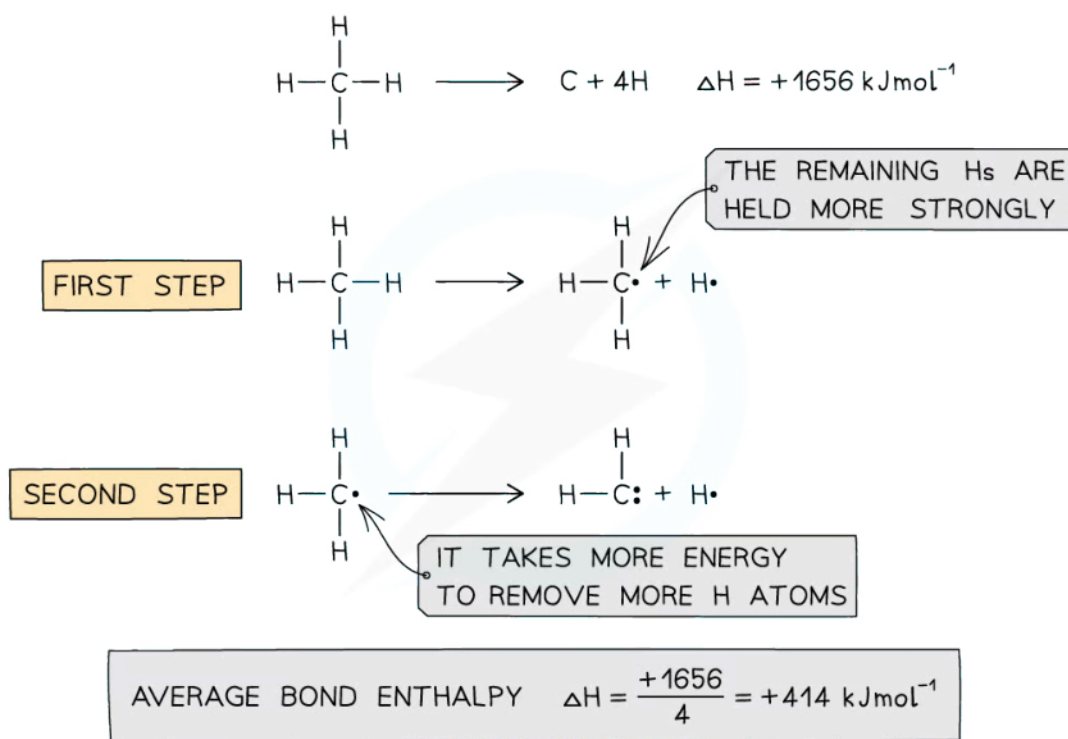 H
H—C—H ⟶ C + 4H ΔH = +1656 kJmol⁻¹
H
THE REMAINING Hs ARE
HELD MORE STRONGLY
H H
FIRST STEP H—C—H ⟶ H—C• + H•
H H
H H
SECOND STEP H—C• ⟶ H—C: + H•
H
IT TAKES MORE ENERGY
TO REMOVE MORE H ATOMS
AVERAGE BOND ENTHALPY ΔH = +1656/4 = +414 kJmol⁻¹